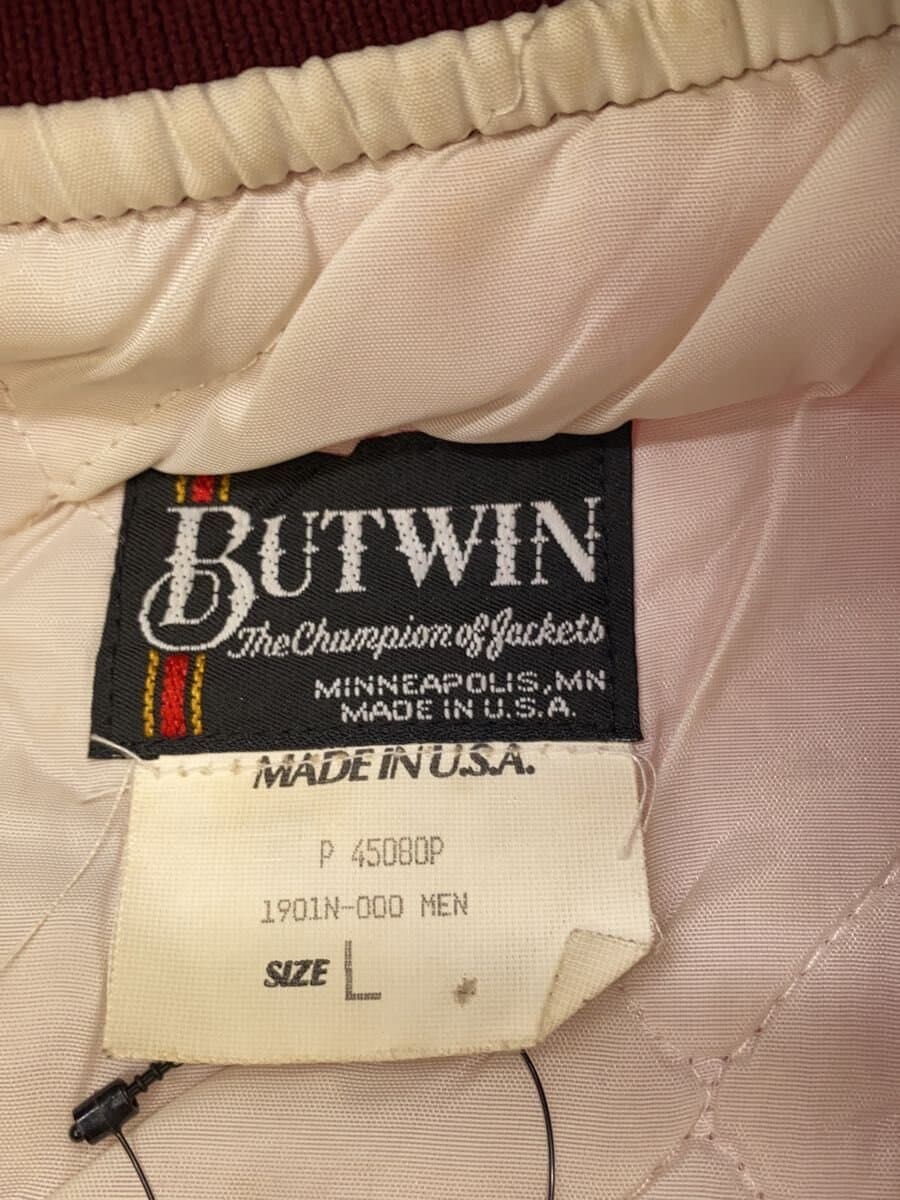 BUTWIN
The Champion of Jackets
MINNEAPOLIS, MN
MADE IN U.S.A.
MADE IN U.S.A.
P 45080P
1901N-000 MEN
SIZE L